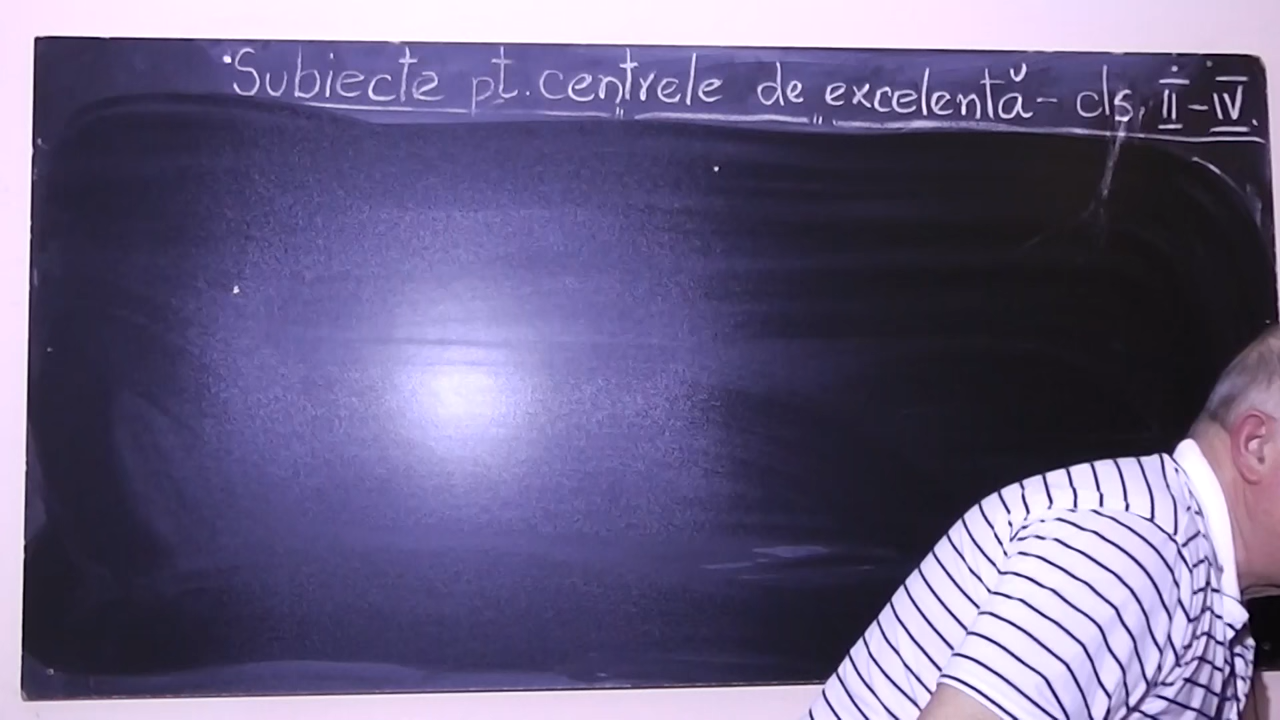 Subiecte pt. centrele de excelentă - cls. II - IV.